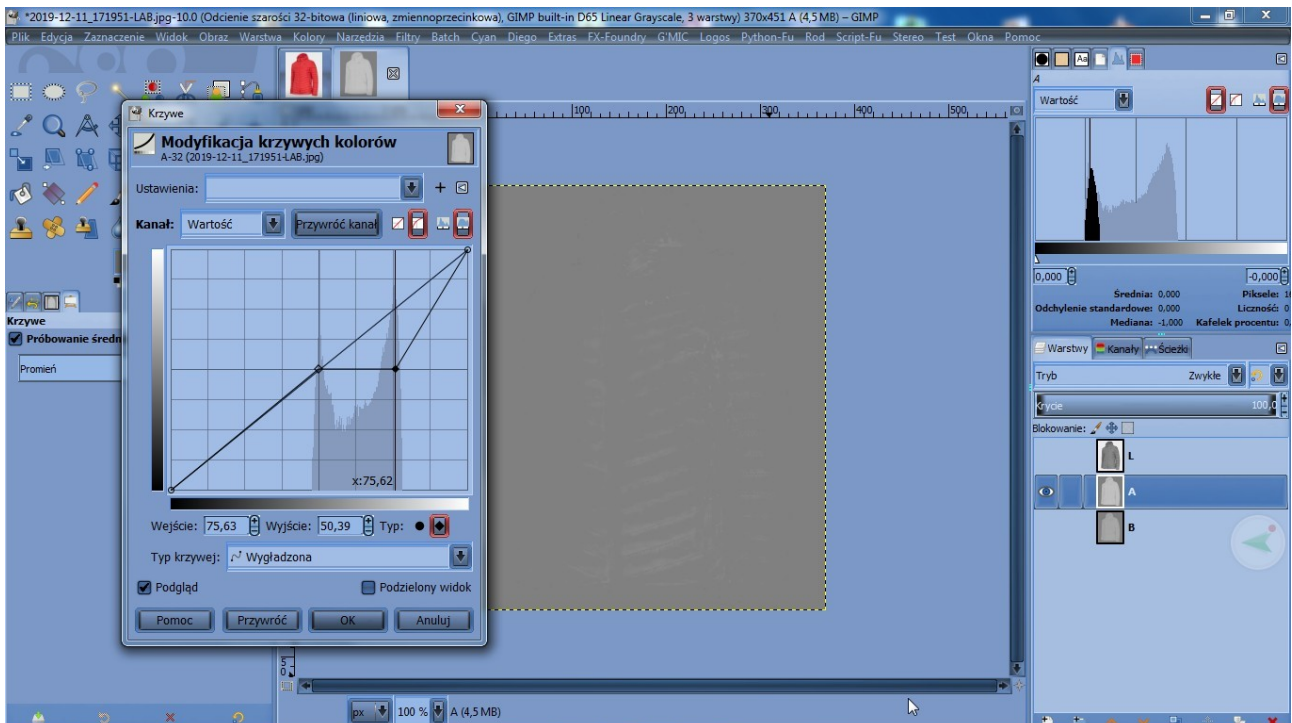 *2019-12-11_171951-LAB.jpg-10.0 (Odcienie szarości 32-bitowa (liniowa, zmiennoprzecinkowa), GIMP built-in D65 Linear Grayscale, 3 warstwy) 370x451 A (4,5 MB) – GIMP
Plik Edycja Zaznaczenie Widok Obraz Warstwa Kolory Narzędzia Filtry Batch Cyan Diego Extras FX-Foundry G'MIC Logos Python-Fu Rod Script-Fu Stereo Test Okna Pomoc
Krzywe
Modyfikacja krzywych kolorów
A-32 (2019-12-11_171951-LAB.jpg)
Ustawienia:
Kanał: Wartość Przywróć kanał
x:75,62
Wejście: 75,63 Wyjście: 50,39 Typ:
Typ krzywej: Wygładzona
Podgląd Podzielony widok
Pomoc Przywróć OK Anuluj
Krzywe
Próbowanie średn
Promień
100 200 300 400 500
5
0
px 100 % A (4,5 MB)
Aa
A
Wartość
0,000 -0,000
Średnia: 0,000 Piksele: 16
Odchylenie standardowe: 0,000 Liczność: 0
Mediana: -1,000 Kafelek procentu: 0,
Warstwy Kanały Ścieżki
Tryb Zwykłe
Krycie 100,0
Blokowanie:
L
A
B